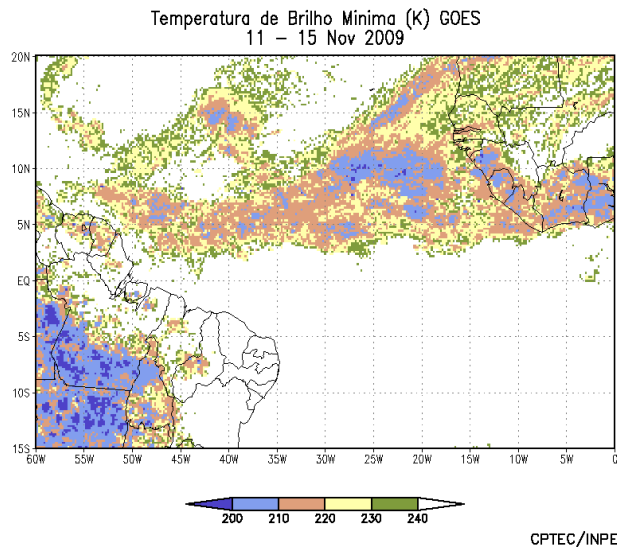 Temperatura de Brilho Minima (K) GOES
11 – 15 Nov 2009
20N
15N
10N
5N
EQ
5S
10S
15S
60W 55W 50W 45W 40W 35W 30W 25W 20W 15W 10W 5W 0
200 210 220 230 240
CPTEC/INPE